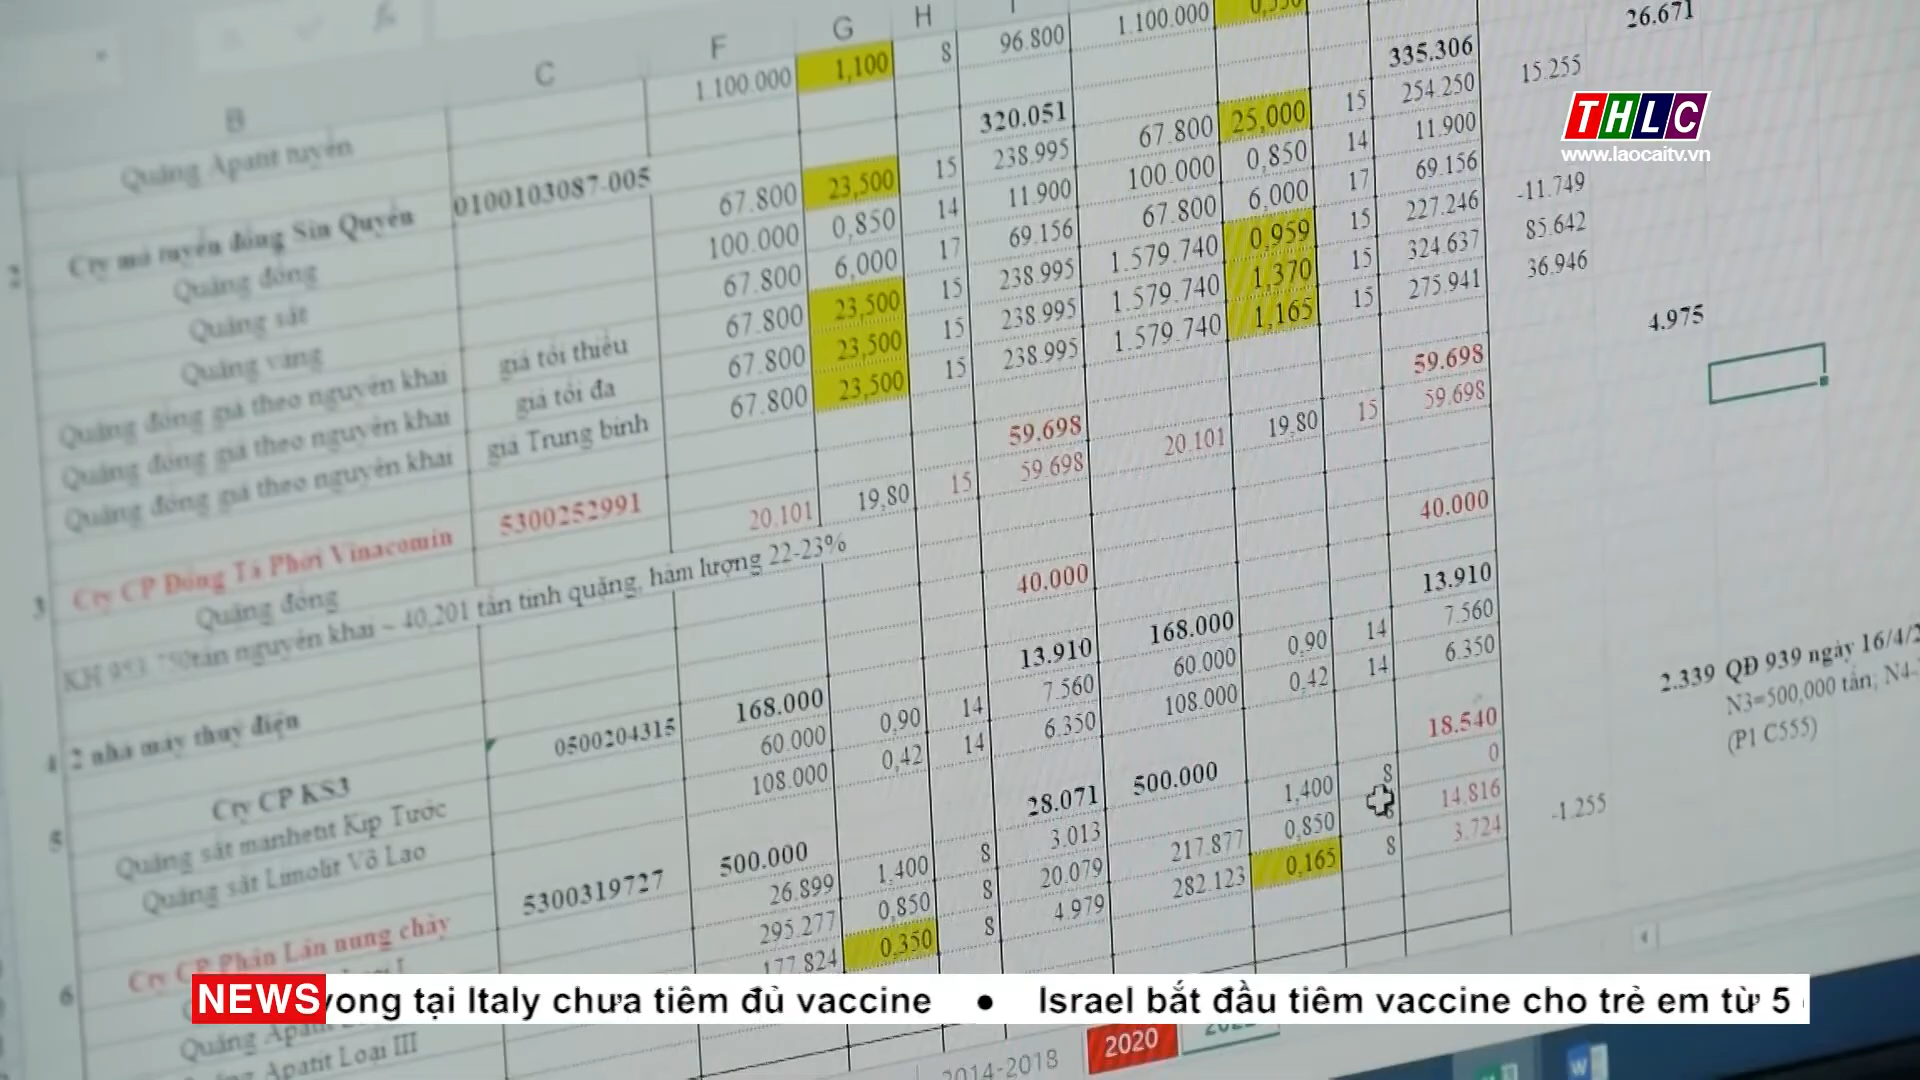 B C F G H
Quặng Apatit tuyển 1.100.000 1,100 8 96.800 1.100.000
26.671
2 Cty mỏ tuyển đồng Sin Quyền 0100103087-005 320.051 335.306 15.255
Quặng đồng 67.800 23,500 15 238.995 67.800 25,000 15 254.250
Quặng sắt 100.000 0,850 14 11.900 100.000 0,850 14 11.900
Quặng vàng 67.800 6,000 17 69.156 67.800 6,000 17 69.156
Quặng đồng giá theo nguyên khai giá tối thiểu 67.800 23,500 15 238.995 1.579.740 0,959 15 227.246 -11.749
Quặng đồng giá theo nguyên khai giá tối đa 67.800 23,500 15 238.995 1.579.740 1,370 15 324.637 85.642
Quặng đồng giá theo nguyên khai giá Trung bình 67.800 23,500 15 238.995 1.579.740 1,165 15 275.941 36.946
4.975
3 Cty CP Đồng Tả Phời Vinacomin 5300252991 59.698 59.698
Quặng đồng 20.101 19,80 15 59.698 20.101 19,80 15 59.698
KH 953.750tấn nguyên khai – 40,201 tấn tinh quặng, hàm lượng 22-23%
4 2 nhà máy thuỷ điện 40.000 40.000
5 Cty CP KS3 0500204315 168.000 13.910 168.000 13.910
Quặng sắt manhetit Kíp Tước 60.000 0,90 14 7.560 60.000 0,90 14 7.560
Quặng sắt Limolit Võ Lao 108.000 0,42 14 6.350 108.000 0,42 14 6.350
6 Cty CP Phân Lân nung chảy 5300319727 500.000 28.071 500.000 18.540
26.899 1,400 8 3.013 1,400 8 0
295.277 0,850 8 20.079 217.877 0,850 14.816
Apatit Loại III 177.824 0,350 8 4.979 282.123 0,165 8 3.724
-1.255
2.339 QĐ 939 ngày 16/4/2
N3=500,000 tấn; N4-
(P1 C555)
THLC
www.laocaitv.vn
NEWS vong tại Italy chưa tiêm đủ vaccine ● Israel bắt đầu tiêm vaccine cho trẻ em từ 5
2014-2018 2020